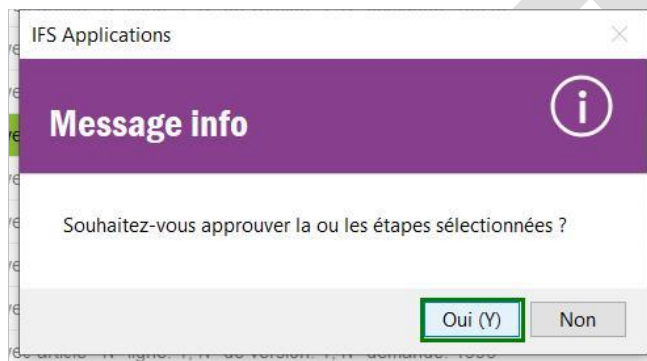 IFS Applications
Message info
Souhaitez-vous approuver la ou les étapes sélectionnées ?
Oui (Y)
Non